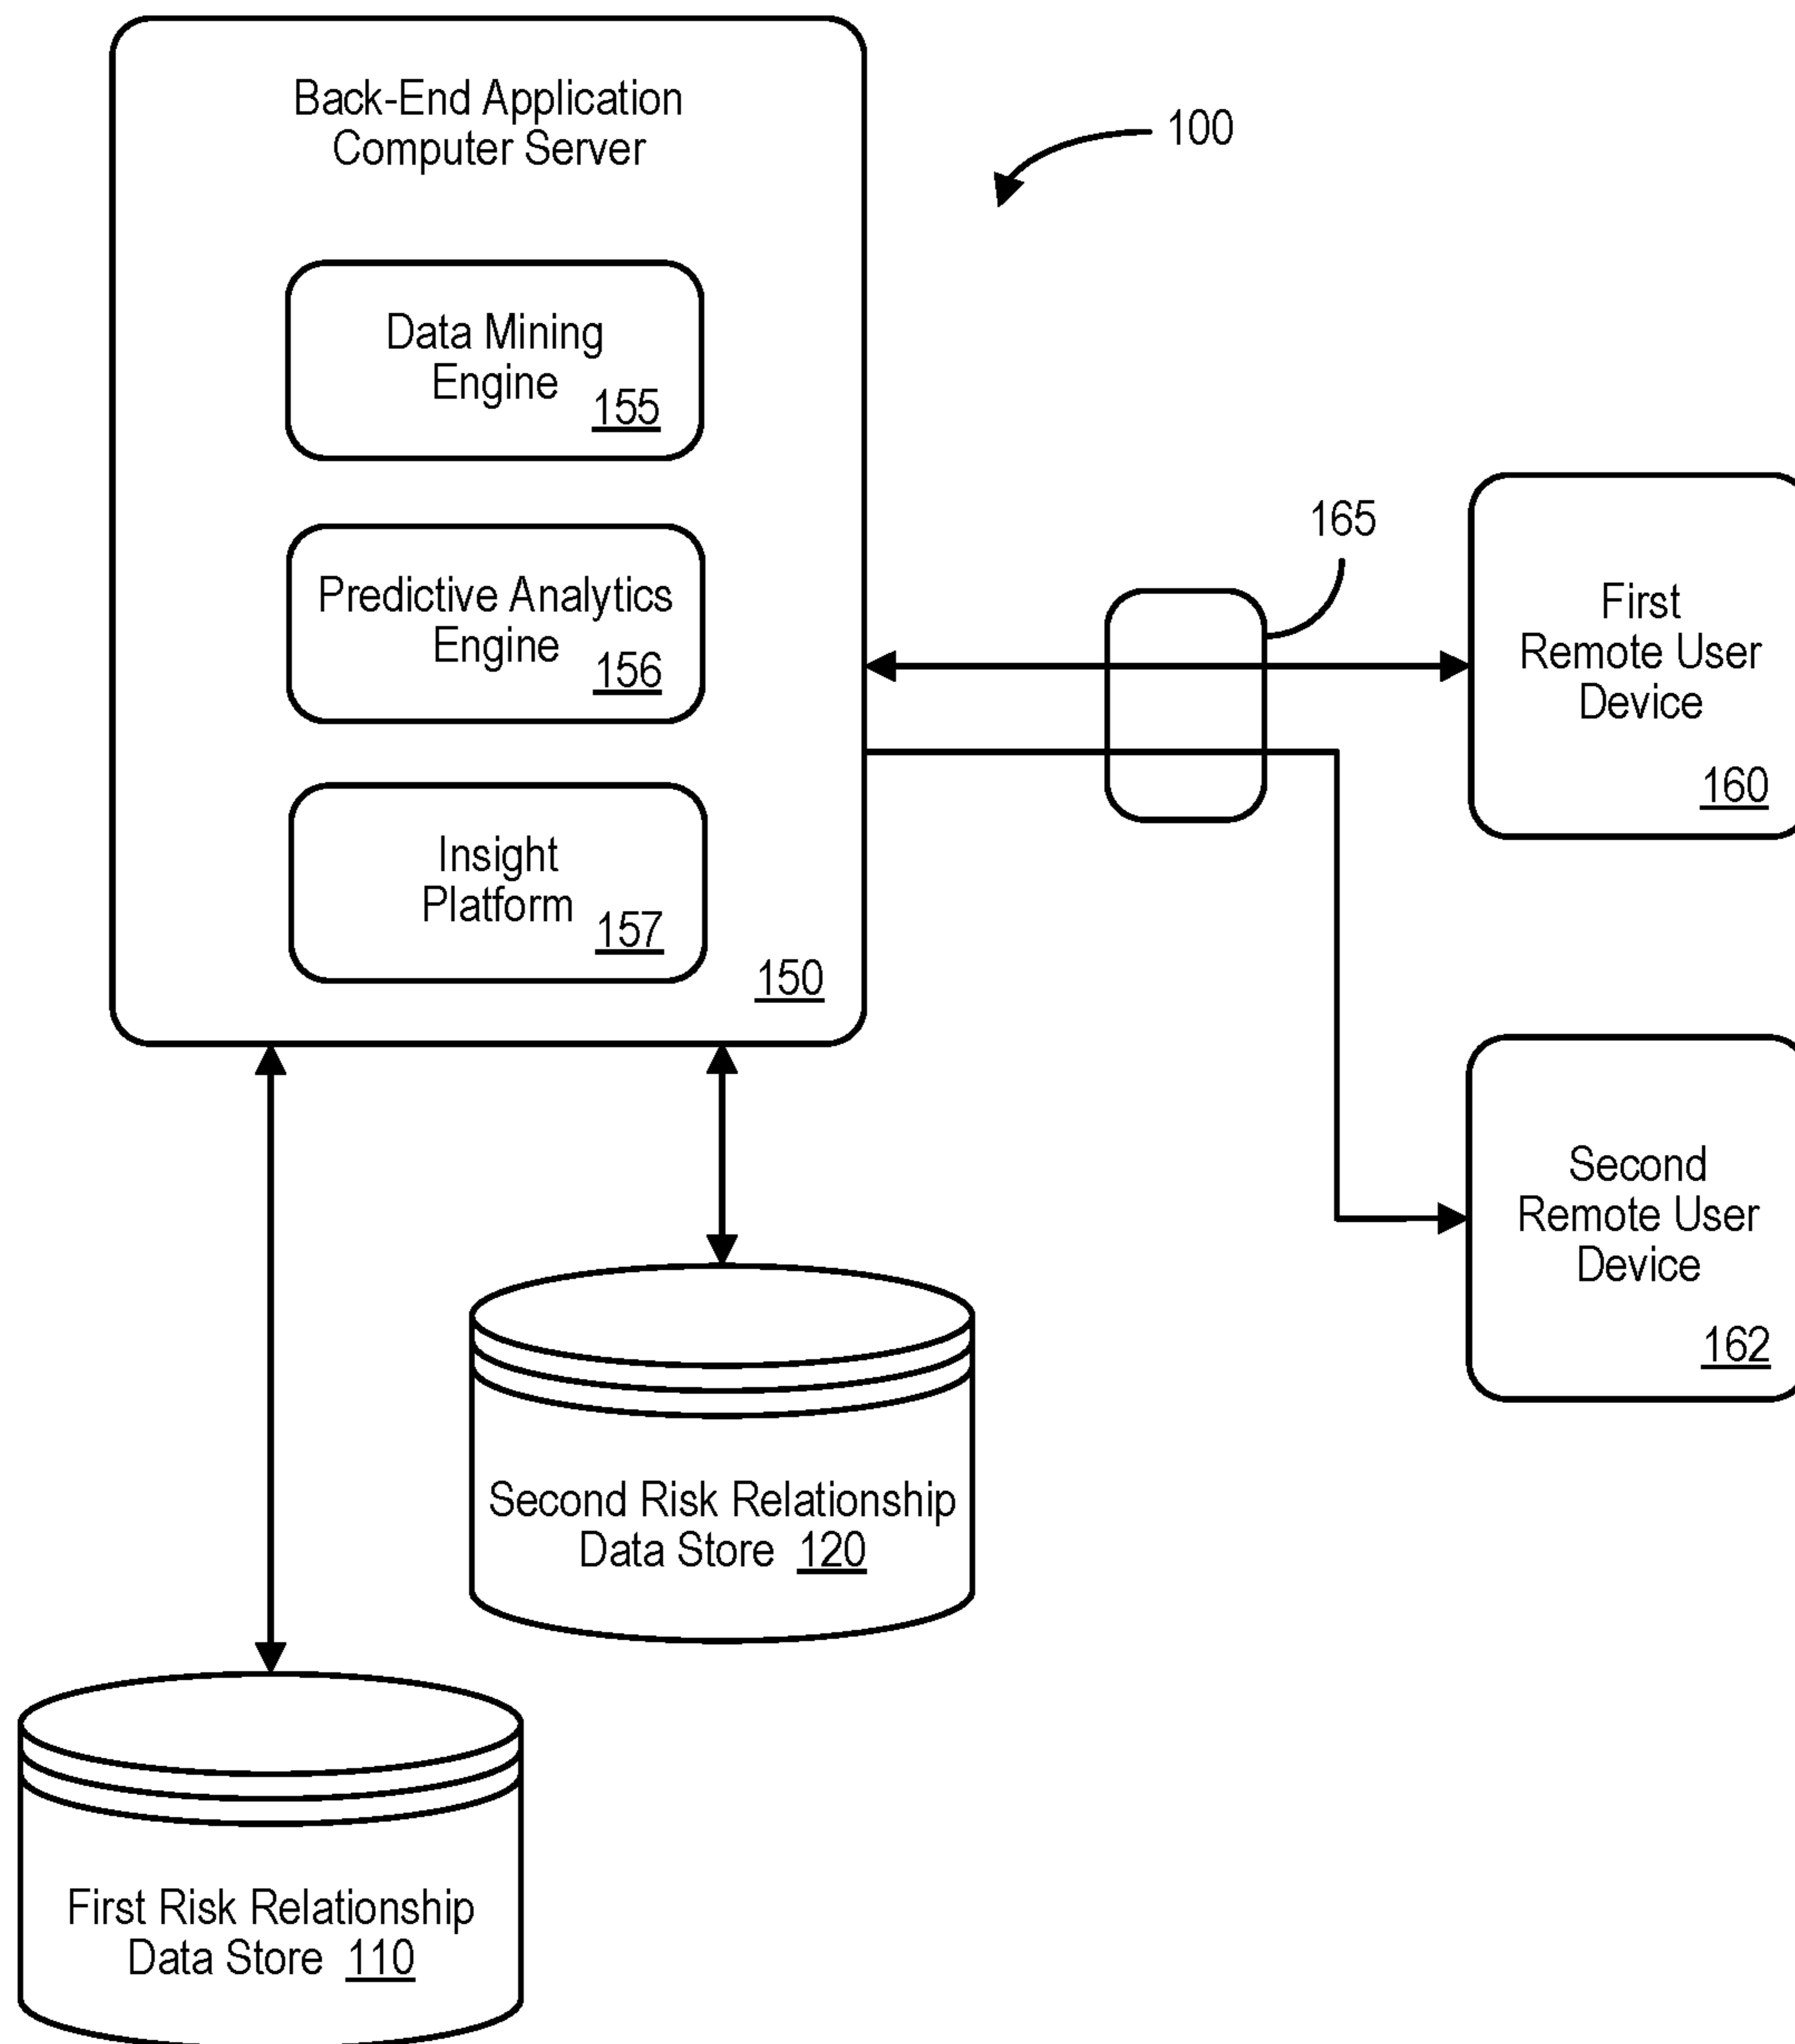 Back-End Application
Computer Server
100
Data Mining
Engine
155
Predictive Analytics
Engine
156
Insight
Platform
157
150
165
First
Remote User
Device
160
Second
Remote User
Device
162
Second Risk Relationship
Data Store 120
First Risk Relationship
Data Store 110